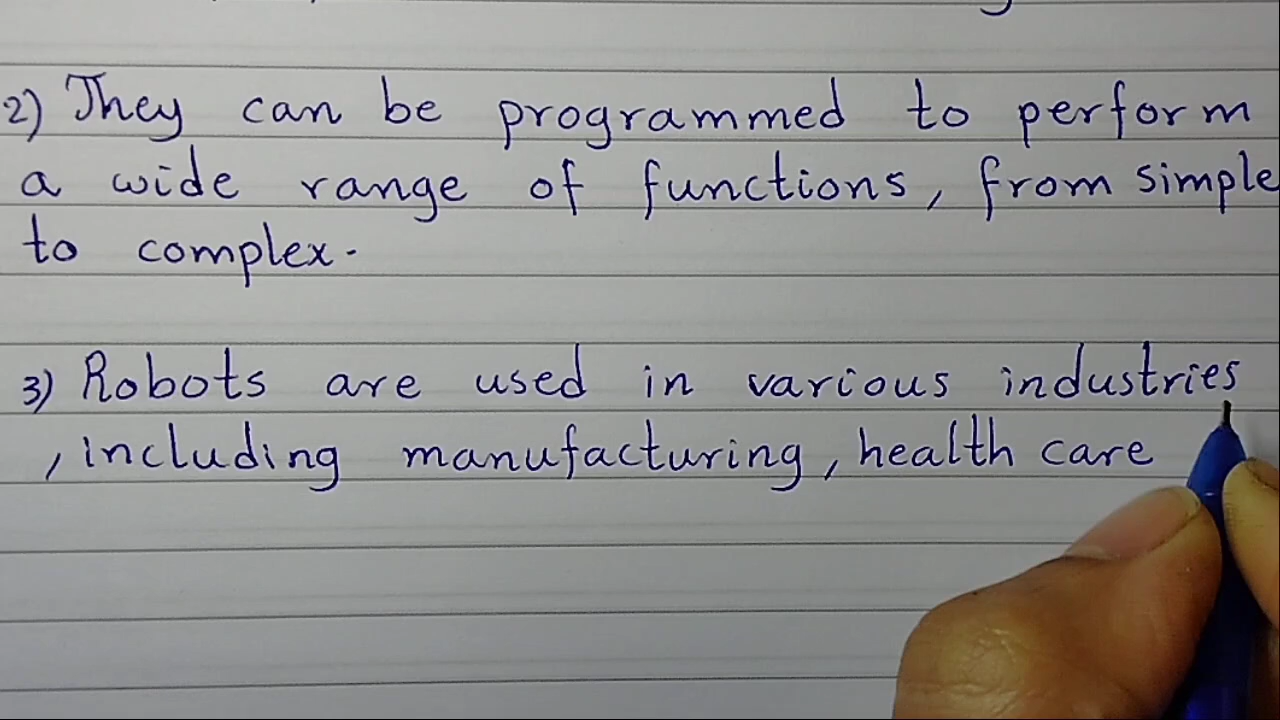 2) They can be programmed to perform
a wide range of functions, from simple
to complex.
3) Robots are used in various industries
, including manufacturing, health care